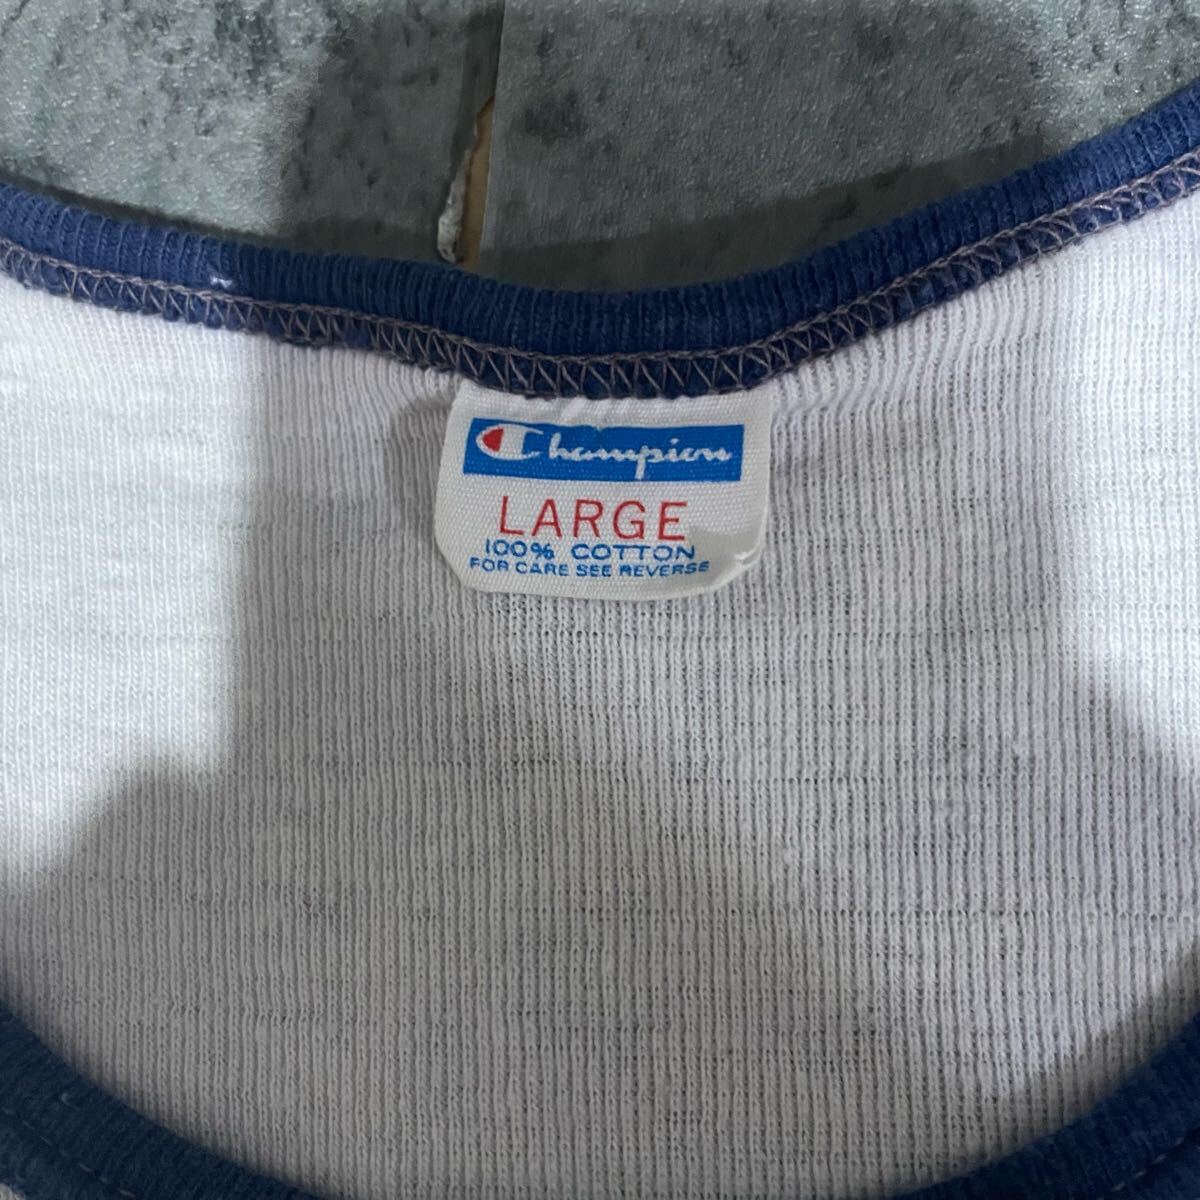 Champion
LARGE
100% COTTON
FOR CARE SEE REVERSE